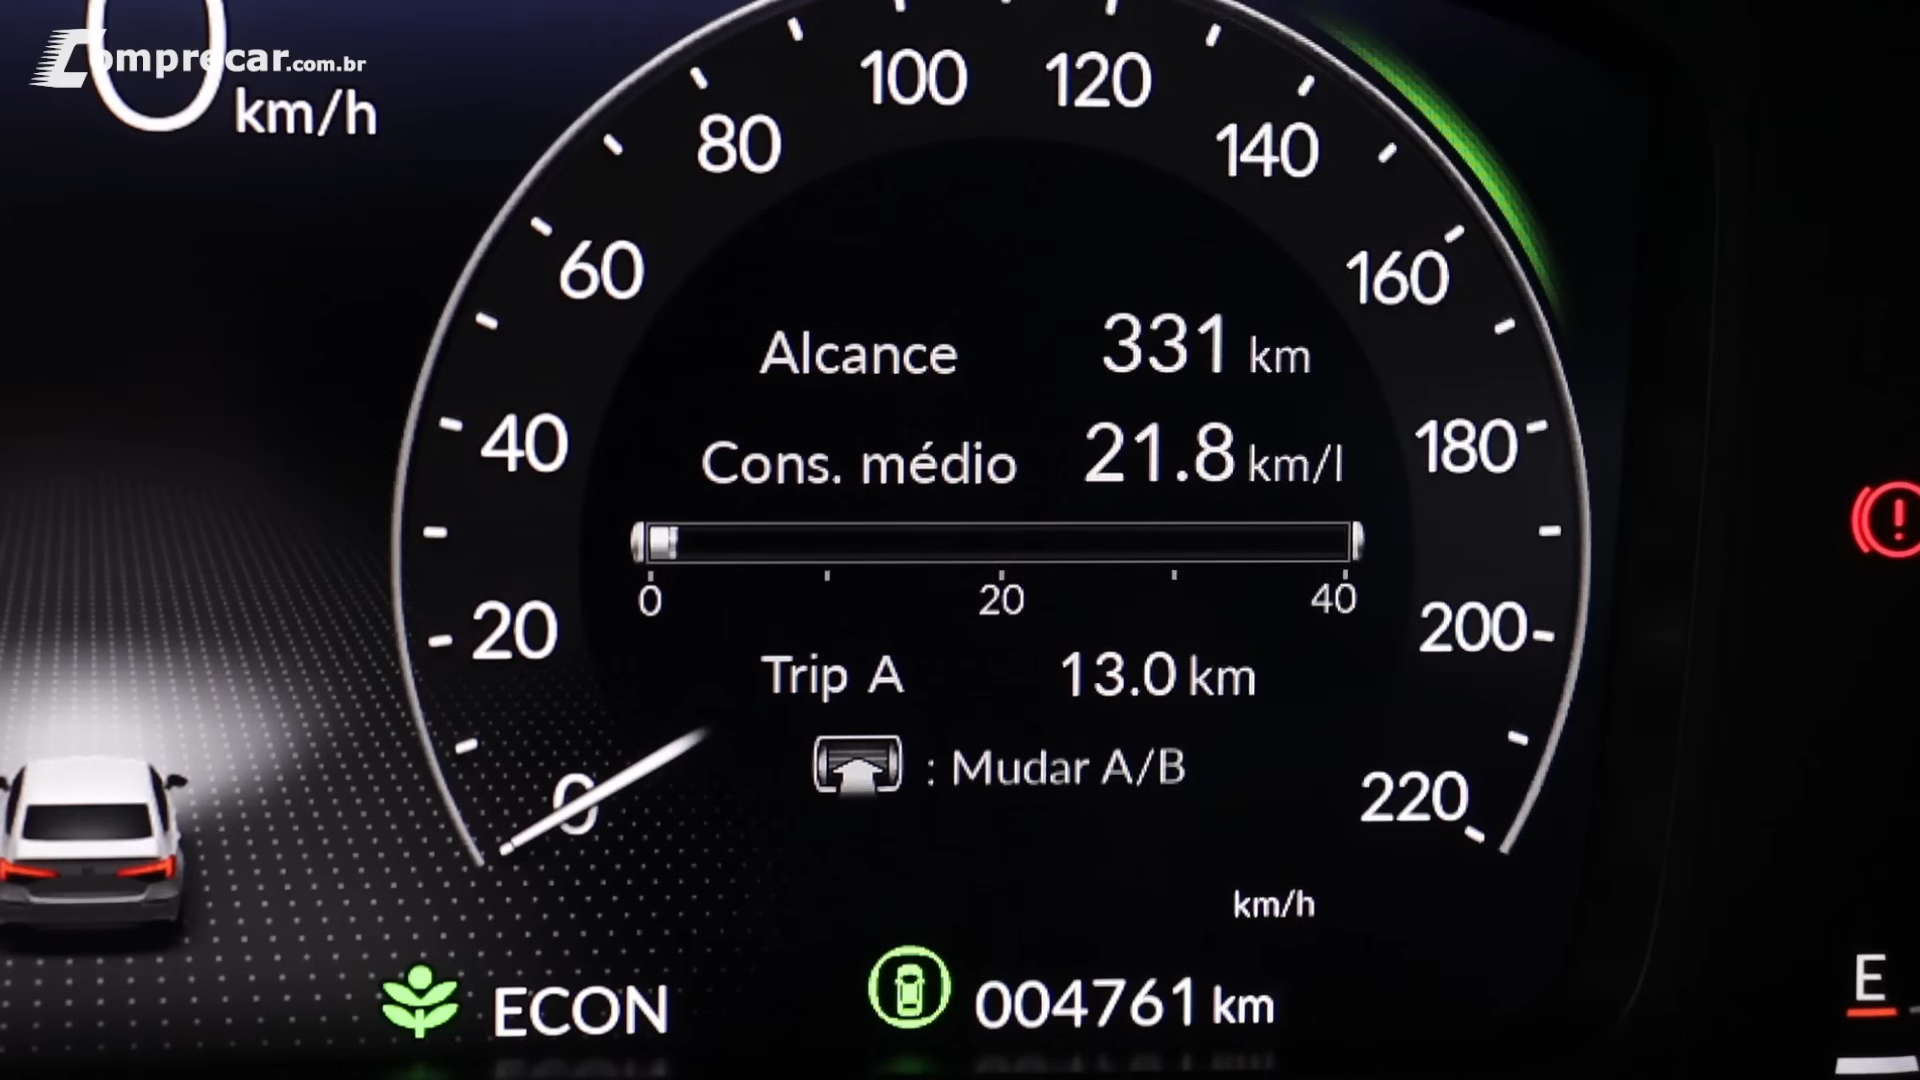 Comprecar.com.br
0
km/h
100 120
80 140
60 160
Alcance 331 km
40 180
Cons. médio 21.8 km/l
0 20 40
20 200
Trip A 13.0 km
: Mudar A/B
0 220
km/h
E
ECON 004761 km